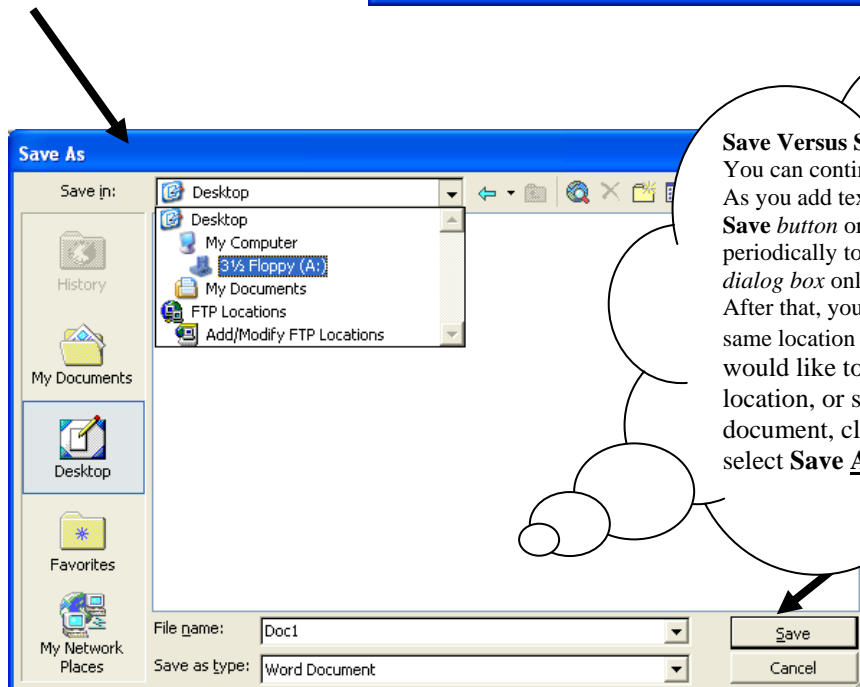 Save As
Save in:
Desktop
Desktop
My Computer
3½ Floppy (A:)
My Documents
FTP Locations
Add/Modify FTP Locations
History
My Documents
Desktop
Favorites
My Network
Places
File name:
Doc1
Save
Save as type:
Word Document
Cancel
Save Versus S
You can contin
As you add tex
Save button or
periodically to
dialog box onl
After that, you
same location
would like to
location, or s
document, cl
select Save A